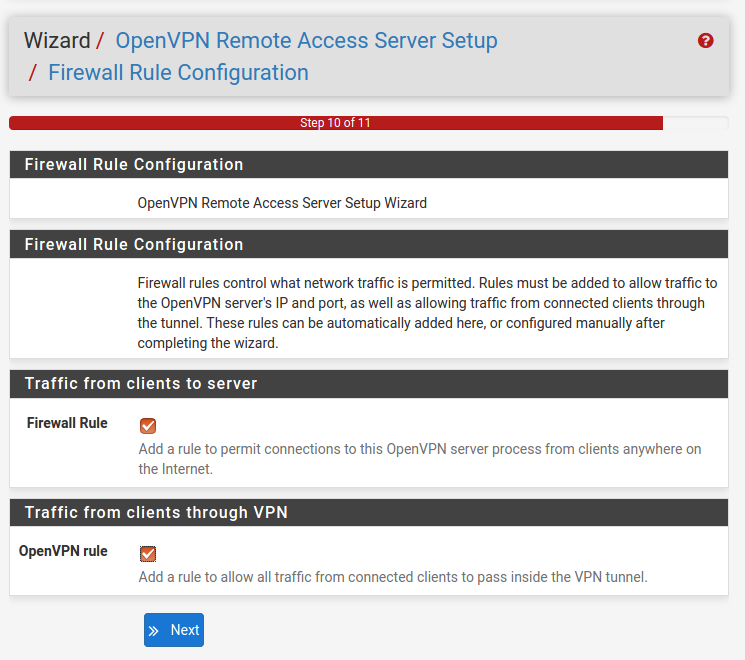 Wizard / OpenVPN Remote Access Server Setup
/ Firewall Rule Configuration
?
Step 10 of 11
Firewall Rule Configuration
OpenVPN Remote Access Server Setup Wizard
Firewall Rule Configuration
Firewall rules control what network traffic is permitted. Rules must be added to allow traffic to
the OpenVPN server's IP and port, as well as allowing traffic from connected clients through
the tunnel. These rules can be automatically added here, or configured manually after
completing the wizard.
Traffic from clients to server
Firewall Rule
Add a rule to permit connections to this OpenVPN server process from clients anywhere on
the Internet.
Traffic from clients through VPN
OpenVPN rule
Add a rule to allow all traffic from connected clients to pass inside the VPN tunnel.
» Next